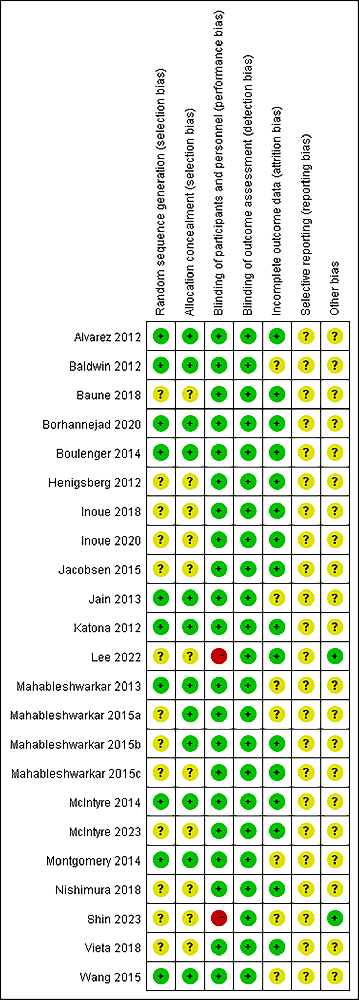 Random sequence generation (selection bias)
Allocation concealment (selection bias)
Blinding of participants and personnel (performance bias)
Blinding of outcome assessment (detection bias)
Incomplete outcome data (attrition bias)
Selective reporting (reporting bias)
Other bias
Alvarez 2012 + + + + + ? ?
Baldwin 2012 + + + + ? ? ?
Baune 2018 ? ? + + + ? ?
Borhannejad 2020 + + + + + ? ?
Boulenger 2014 + + + + + ? ?
Henigsberg 2012 ? ? + + + ? ?
Inoue 2018 ? ? + + + ? ?
Inoue 2020 ? ? + + + ? ?
Jacobsen 2015 ? ? + + + ? ?
Jain 2013 + + + + ? ? ?
Katona 2012 + + + + + ? ?
Lee 2022 ? ? - + + ? +
Mahableshwarkar 2013 + + + + ? ? ?
Mahableshwarkar 2015a ? + + + ? ? ?
Mahableshwarkar 2015b ? + + + + ? ?
Mahableshwarkar 2015c ? ? + + + ? ?
McIntyre 2014 + + + + + ? ?
McIntyre 2023 ? ? + + + ? ?
Montgomery 2014 + + + + ? ? ?
Nishimura 2018 ? ? + + + ? ?
Shin 2023 ? ? - + ? ? +
Vieta 2018 ? ? + + + ? ?
Wang 2015 + + + + ? ? ?